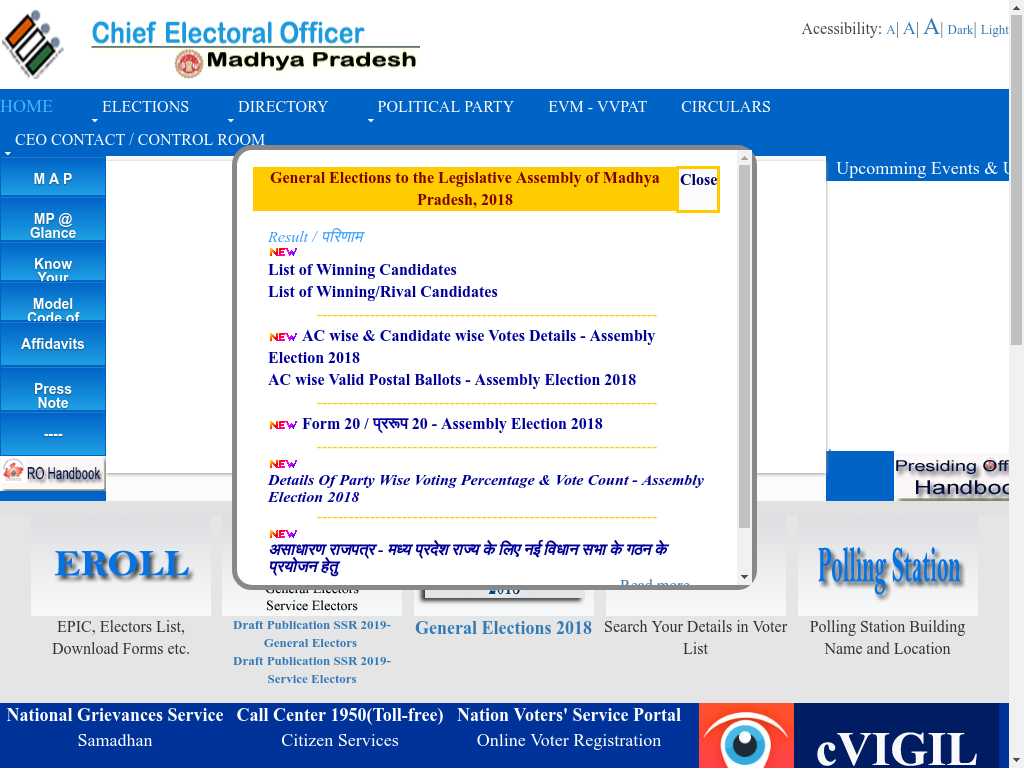 Chief Electoral Officer
Madhya Pradesh
Acessibility: A| A| A| Dark| Light
HOME ELECTIONS DIRECTORY POLITICAL PARTY EVM - VVPAT CIRCULARS
CEO CONTACT / CONTROL ROOM
Upcomming Events & U
M A P
MP @
Glance
Know
Your
Model
Code of
Affidavits
Press
Note
----
RO Handbook
General Elections to the Legislative Assembly of Madhya
Pradesh, 2018
Close
Result / परिणाम
NEW
List of Winning Candidates
List of Winning/Rival Candidates
NEW AC wise & Candidate wise Votes Details - Assembly
Election 2018
AC wise Valid Postal Ballots - Assembly Election 2018
NEW Form 20 / प्ररूप 20 - Assembly Election 2018
NEW
Details Of Party Wise Voting Percentage & Vote Count - Assembly
Election 2018
NEW
असाधारण राजपत्र - मध्य प्रदेश राज्य के लिए नई विधान सभा के गठन के
प्रयोजन हेतु
Read more
Presiding Off
Handboo
EROLL
EPIC, Electors List,
Download Forms etc.
General Electors
Service Electors
Draft Publication SSR 2019-
General Electors
Draft Publication SSR 2019-
Service Electors
2018
General Elections 2018
Search Your Details in Voter
List
Polling Station
Polling Station Building
Name and Location
National Grievances Service
Samadhan
Call Center 1950(Toll-free)
Citizen Services
Nation Voters' Service Portal
Online Voter Registration
cVIGIL